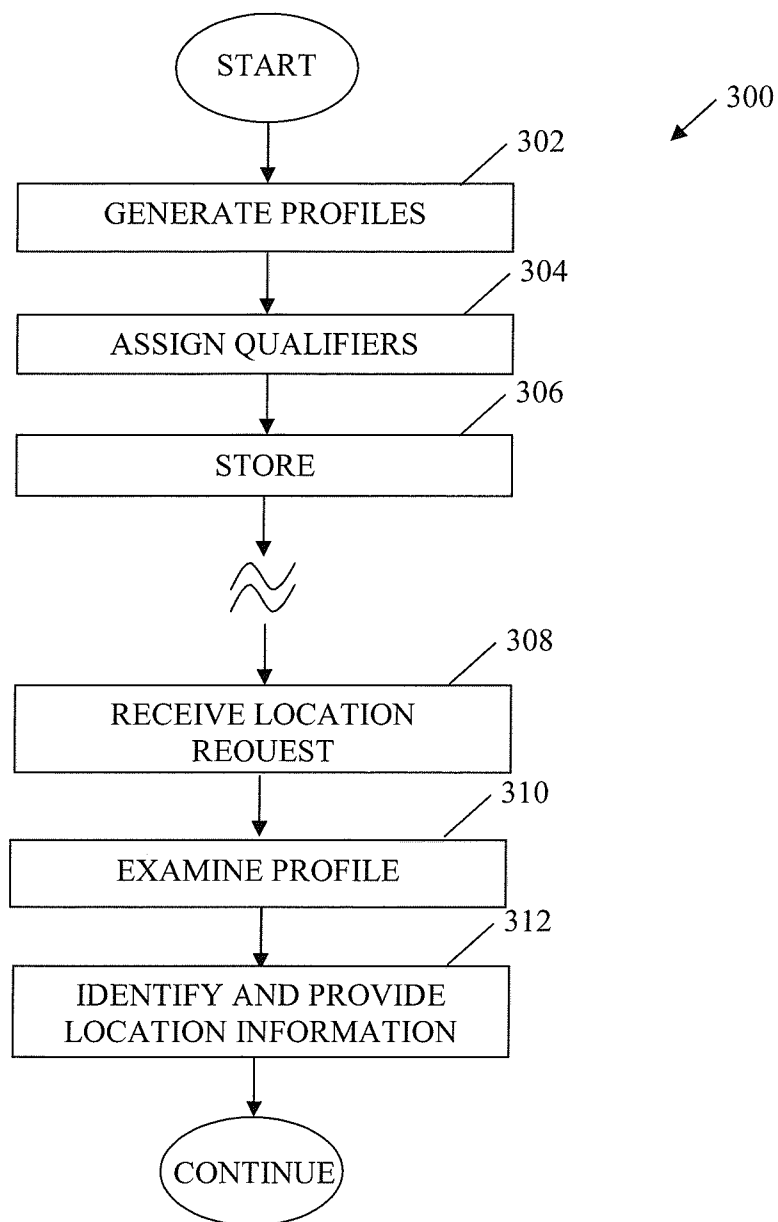 START
300
302
GENERATE PROFILES
304
ASSIGN QUALIFIERS
306
STORE
308
RECEIVE LOCATION
REQUEST
310
EXAMINE PROFILE
312
IDENTIFY AND PROVIDE
LOCATION INFORMATION
CONTINUE